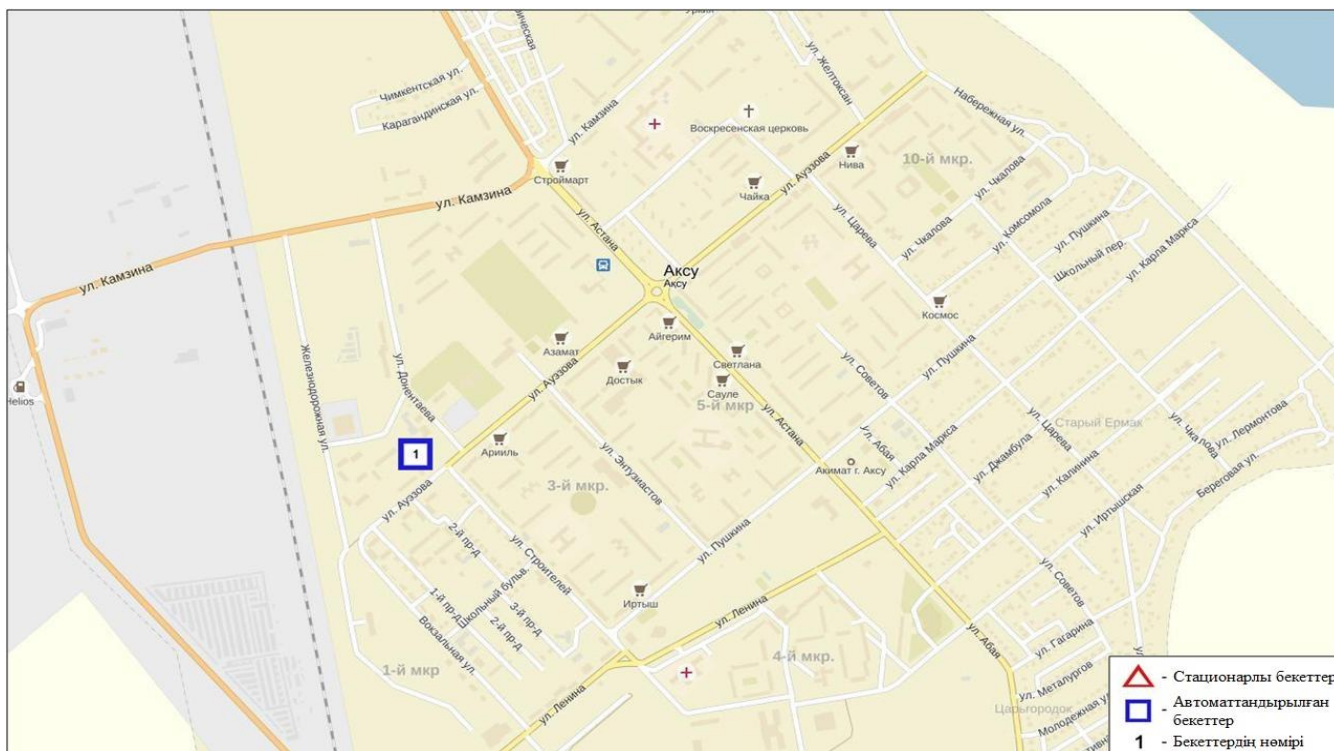 ул. Желтоксан
Чимкентская ул.
Карагандинская ул.
ул. Камзина
Набережная ул.
Воскресенская церковь
Строймарт
Нива
10-й мкр.
Чайка
ул. Ауэзова
ул. Чкалова
ул. Камзина
ул. Астана
ул. Царева
ул. Чкалова
ул. Комсомола
ул. Пушкина
Школьный пер.
ул. Карла Маркса
ул. Камзина
Аксу
Ақсу
Космос
Айгерим
Азамат
Светлана
Достык
Сауле
5-й мкр
ул. Советов
ул. Пушкина
Helios
Железнодорожная ул.
ул. Донентаева
ул. Ауэзова
ул. Астана
ул. Абая
ул. Карла Маркса
ул. Царева
Старый Ермак
ул. Чкалова
ул. Лермонтова
Арииль
1
ул. Энтузиастов
Акимат г. Аксу
ул. Джамбула
ул. Калинина
Береговая ул.
ул. Ауэзова
3-й мкр.
ул. Иртышская
2-й пр-д
ул. Строителей
ул. Пушкина
1-й пр-д
Школьный бульв.
3-й пр-д
2-й пр-д
Иртыш
ул. Ленина
ул. Советов
Вокзальная ул.
1-й мкр
4-й мкр.
ул. Абая
ул. Гагарина
ул. Ленина
ул. Металургов
Царьгородок
Молодежная ул.
- Стационарлы бекеттер
- Автоматтандырылған
бекеттер
1 - Бекеттердің нөмірі